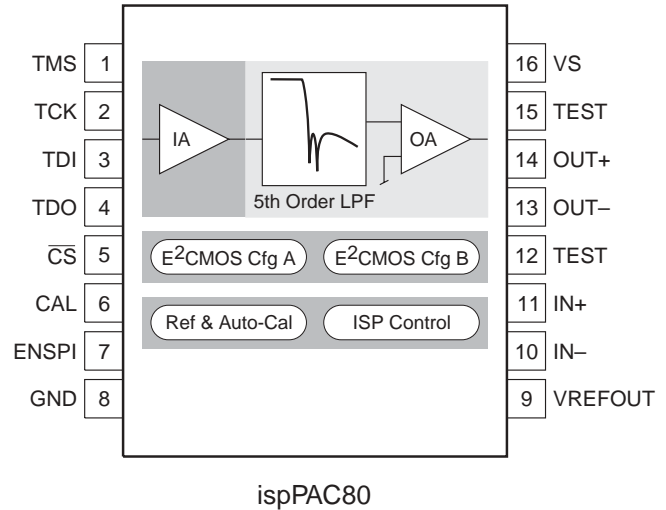 TMS 1
TCK 2
TDI 3
TDO 4
C̅S̅ 5
CAL 6
ENSPI 7
GND 8
IA
5th Order LPF
OA
E²CMOS Cfg A
E²CMOS Cfg B
Ref & Auto-Cal
ISP Control
16 VS
15 TEST
14 OUT+
13 OUT–
12 TEST
11 IN+
10 IN–
9 VREFOUT
ispPAC80